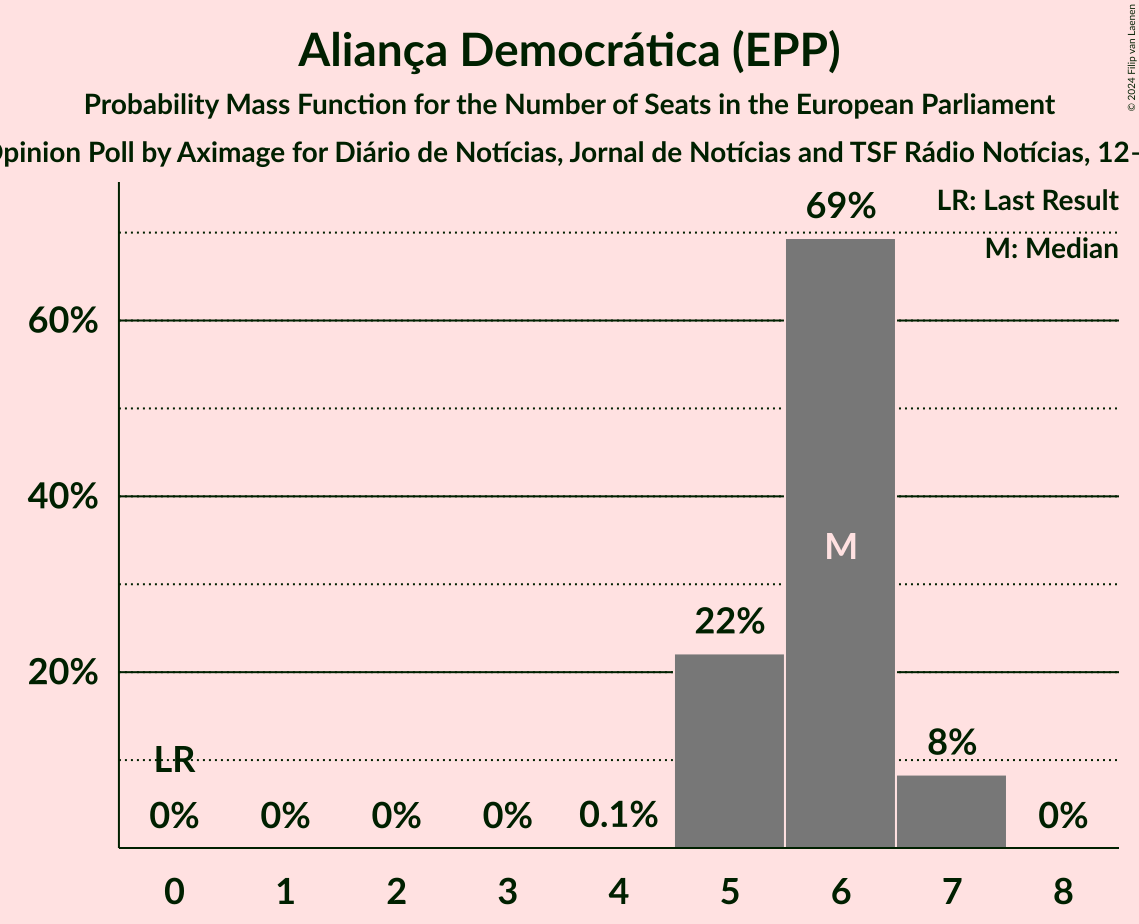 Aliança Democrática (EPP)
Probability Mass Function for the Number of Seats in the European Parliament
Opinion Poll by Aximage for Diário de Notícias, Jornal de Notícias and TSF Rádio Notícias, 12–
© 2024 Filip van Laenen
LR: Last Result
M: Median
69%
60%
40%
M
22%
20%
8%
LR
0% 0% 0% 0% 0.1% 0%
0 1 2 3 4 5 6 7 8